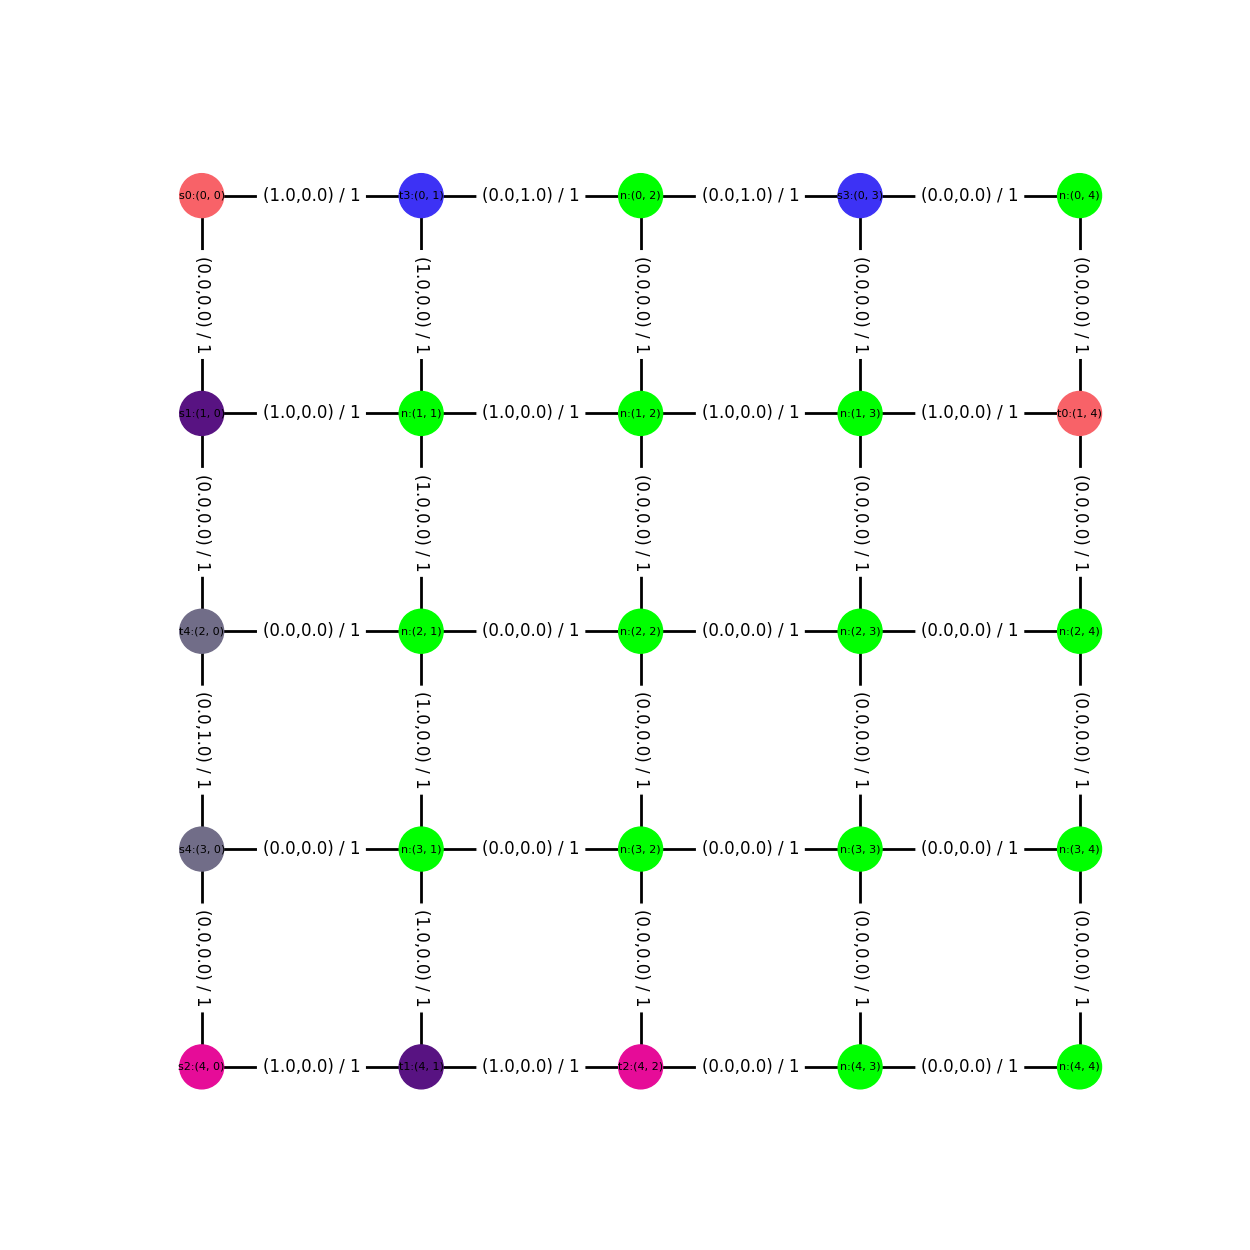 s0:(0, 0) (1.0,0.0) / 1 t3:(0, 1) (0.0,1.0) / 1 n:(0, 2) (0.0,1.0) / 1 s3:(0, 3) (0.0,0.0) / 1 n:(0, 4)
(0.0,0.0) / 1 (1.0,0.0) / 1 (0.0,0.0) / 1 (0.0,0.0) / 1 (0.0,0.0) / 1
s1:(1, 0) (1.0,0.0) / 1 n:(1, 1) (1.0,0.0) / 1 n:(1, 2) (1.0,0.0) / 1 n:(1, 3) (1.0,0.0) / 1 t0:(1, 4)
(0.0,0.0) / 1 (1.0,0.0) / 1 (0.0,0.0) / 1 (0.0,0.0) / 1 (0.0,0.0) / 1
t4:(2, 0) (0.0,0.0) / 1 n:(2, 1) (0.0,0.0) / 1 n:(2, 2) (0.0,0.0) / 1 n:(2, 3) (0.0,0.0) / 1 n:(2, 4)
(0.0,1.0) / 1 (1.0,0.0) / 1 (0.0,0.0) / 1 (0.0,0.0) / 1 (0.0,0.0) / 1
s4:(3, 0) (0.0,0.0) / 1 n:(3, 1) (0.0,0.0) / 1 n:(3, 2) (0.0,0.0) / 1 n:(3, 3) (0.0,0.0) / 1 n:(3, 4)
(0.0,0.0) / 1 (1.0,0.0) / 1 (0.0,0.0) / 1 (0.0,0.0) / 1 (0.0,0.0) / 1
s2:(4, 0) (1.0,0.0) / 1 t1:(4, 1) (1.0,0.0) / 1 t2:(4, 2) (0.0,0.0) / 1 n:(4, 3) (0.0,0.0) / 1 n:(4, 4)